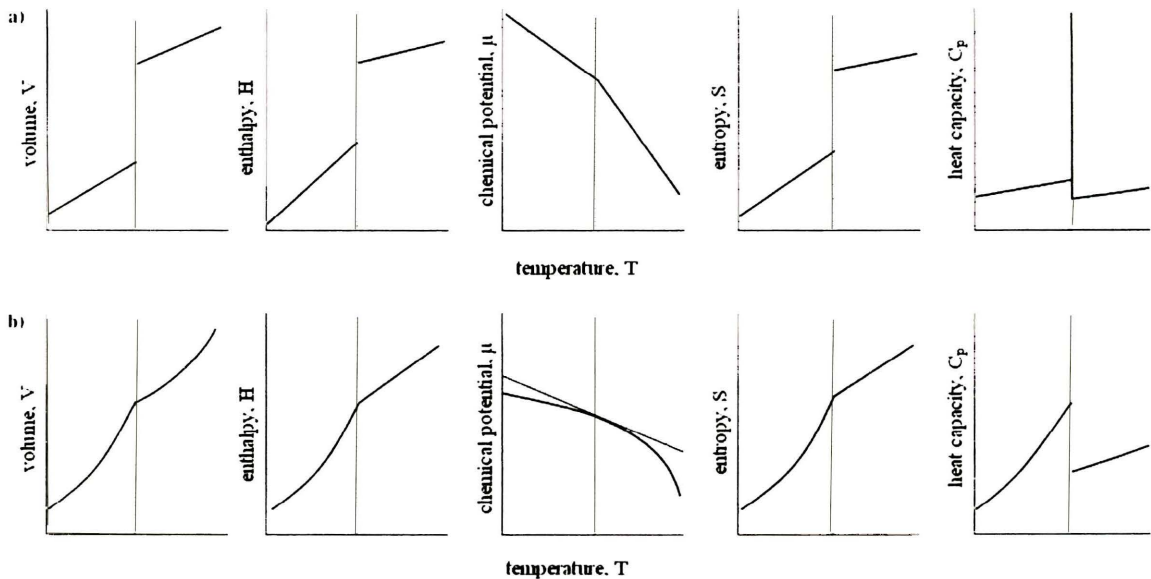 a)
volume, V
enthalpy, H
chemical potential, μ
entropy, S
heat capacity, Cp
temperature, T
b)
volume, V
enthalpy, H
chemical potential, μ
entropy, S
heat capacity, Cp
temperature, T